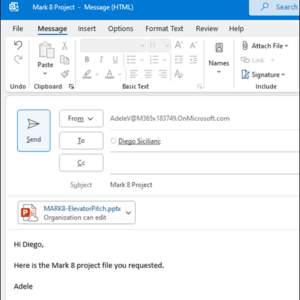 Mark 8 Project - Message (HTML)
Search
File Message Insert Options Format Text Review Help
Paste
11
B I U
Names
Attach File
Link
Signature
Undo Clipboard Basic Text Include
Send
From AdeleV@M365x183749.OnMicrosoft.com
To Diego Siciliani;
Cc
Subject Mark 8 Project
MARK8-ElevatorPitch.pptx
Organization can edit
Hi Diego,
Here is the Mark 8 project file you requested.
Adele